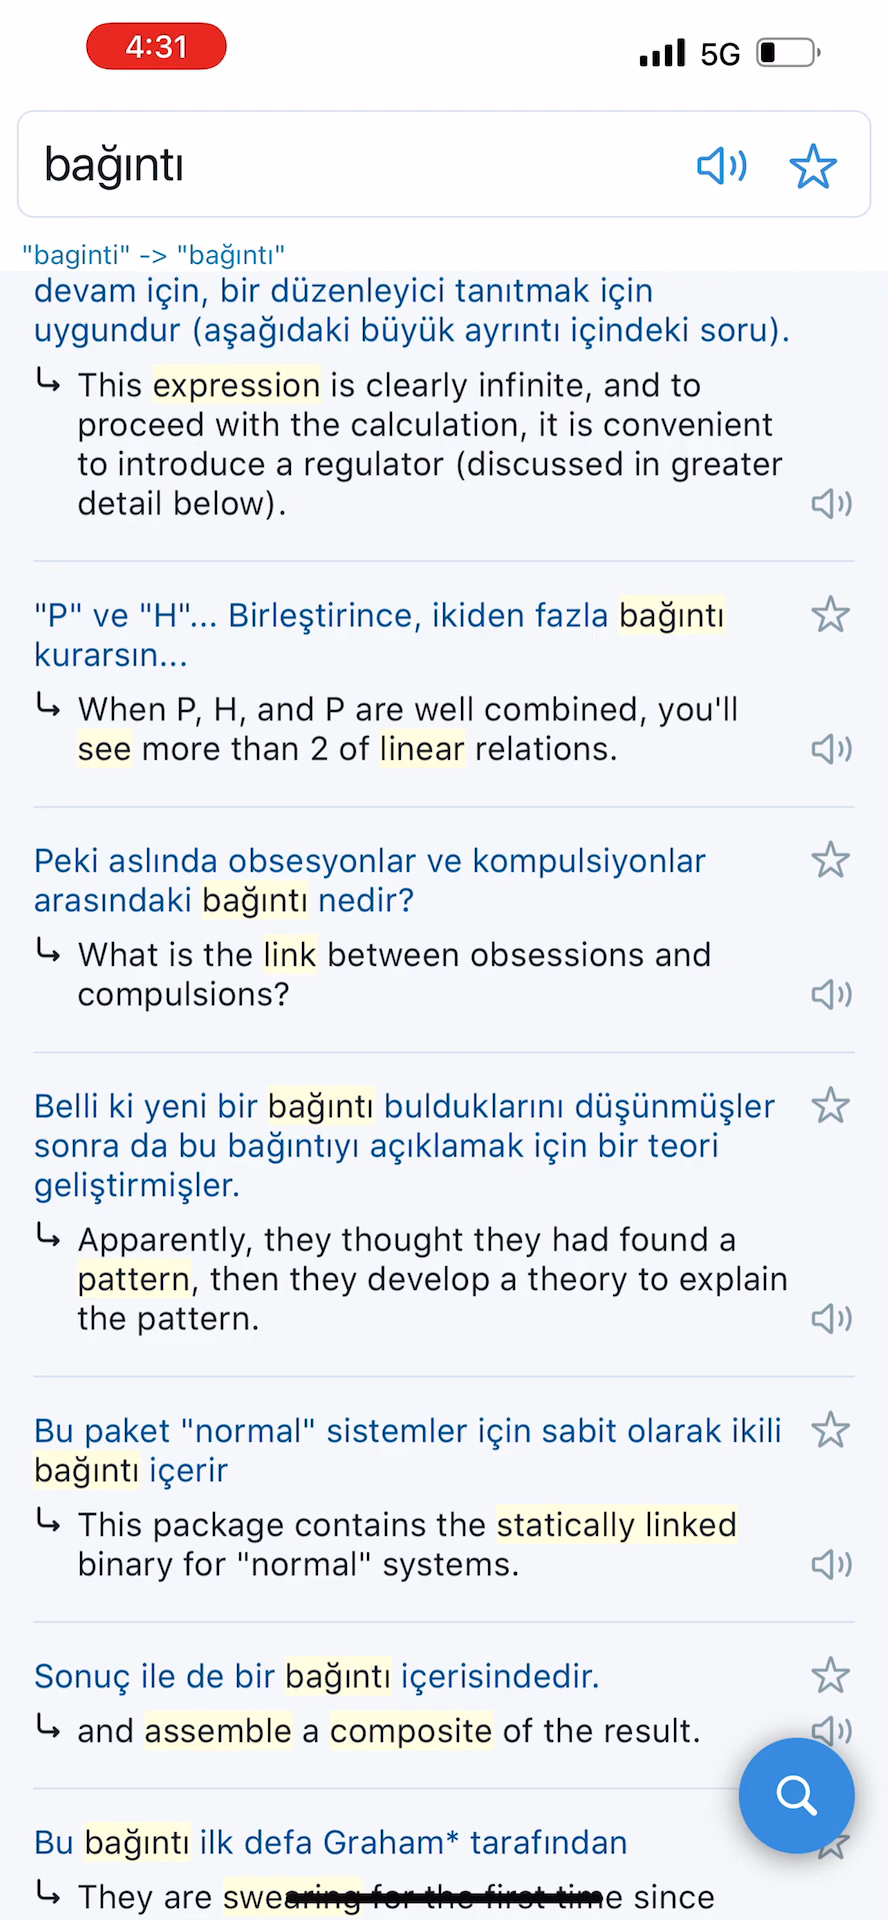 4:31
5G
bağıntı
"baginti" -> "bağıntı"
devam için, bir düzenleyici tanıtmak için
uygundur (aşağıdaki büyük ayrıntı içindeki soru).
This expression is clearly infinite, and to
proceed with the calculation, it is convenient
to introduce a regulator (discussed in greater
detail below).
"P" ve "H"... Birleştirince, ikiden fazla bağıntı
kurarsın...
When P, H, and P are well combined, you'll
see more than 2 of linear relations.
Peki aslında obsesyonlar ve kompulsiyonlar
arasındaki bağıntı nedir?
What is the link between obsessions and
compulsions?
Belli ki yeni bir bağıntı bulduklarını düşünmüşler
sonra da bu bağıntıyı açıklamak için bir teori
geliştirmişler.
Apparently, they thought they had found a
pattern, then they develop a theory to explain
the pattern.
Bu paket "normal" sistemler için sabit olarak ikili
bağıntı içerir
This package contains the statically linked
binary for "normal" systems.
Sonuç ile de bir bağıntı içerisindedir.
and assemble a composite of the result.
Bu bağıntı ilk defa Graham* tarafından
They are swearing for the first time since